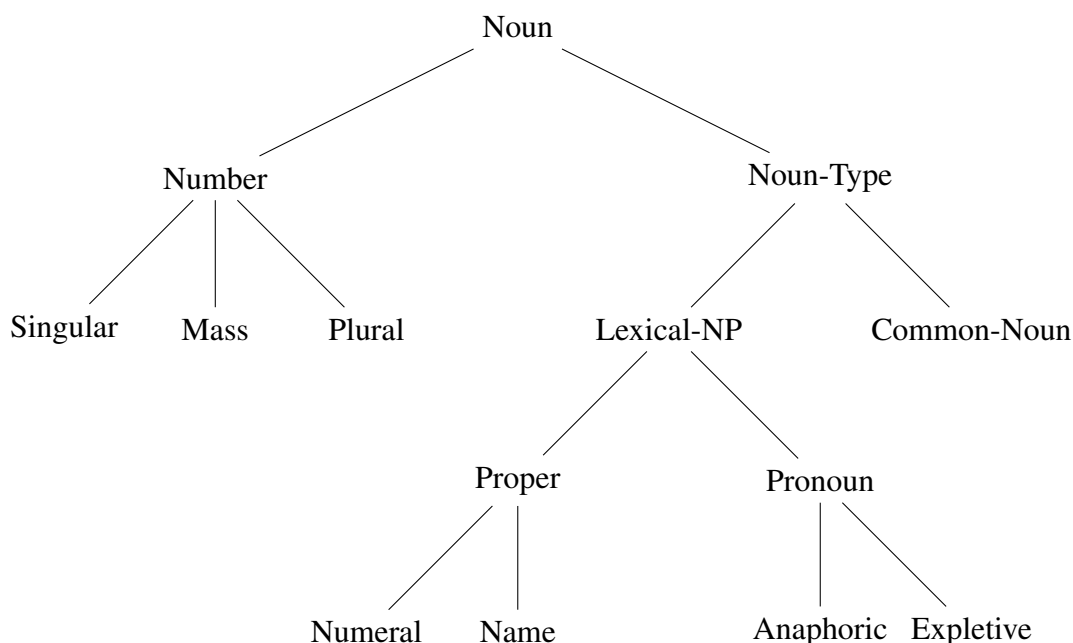 Noun
Number Noun-Type
Singular Mass Plural Lexical-NP Common-Noun
Proper Pronoun
Numeral Name Anaphoric Expletive